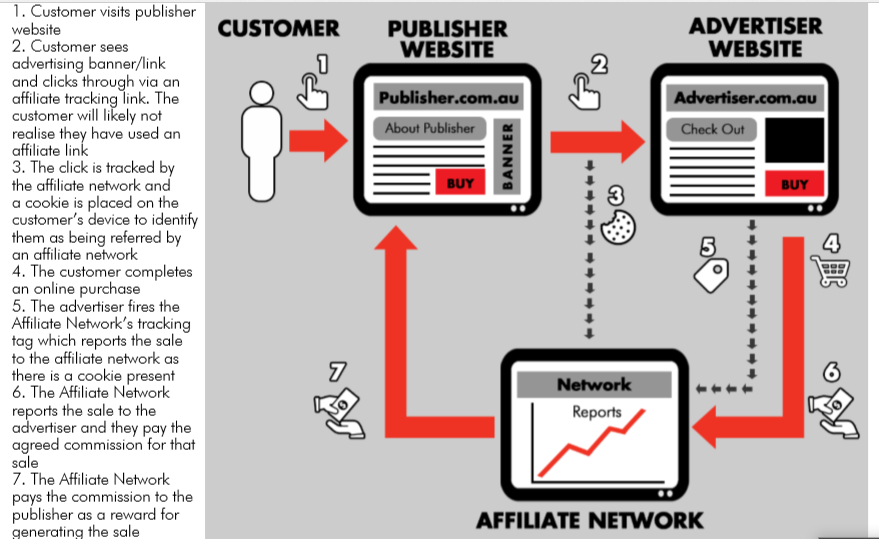 1. Customer visits publisher
website
2. Customer sees
advertising banner/link
and clicks through via an
affiliate tracking link. The
customer will likely not
realise they have used an
affiliate link
3. The click is tracked by
the affiliate network and
a cookie is placed on the
customer's device to identify
them as being referred by
an affiliate network
4. The customer completes
an online purchase
5. The advertiser fires the
Affiliate Network's tracking
tag which reports the sale
to the affiliate network as
there is a cookie present
6. The Affiliate Network
reports the sale to the
advertiser and they pay the
agreed commission for that
sale
7. The Affiliate Network
pays the commission to the
publisher as a reward for
generating the sale
CUSTOMER
PUBLISHER
WEBSITE
ADVERTISER
WEBSITE
1
2
Publisher.com.au
About Publisher
BANNER
BUY
Advertiser.com.au
Check Out
BUY
3
5
4
7
6
Network
Reports
AFFILIATE NETWORK